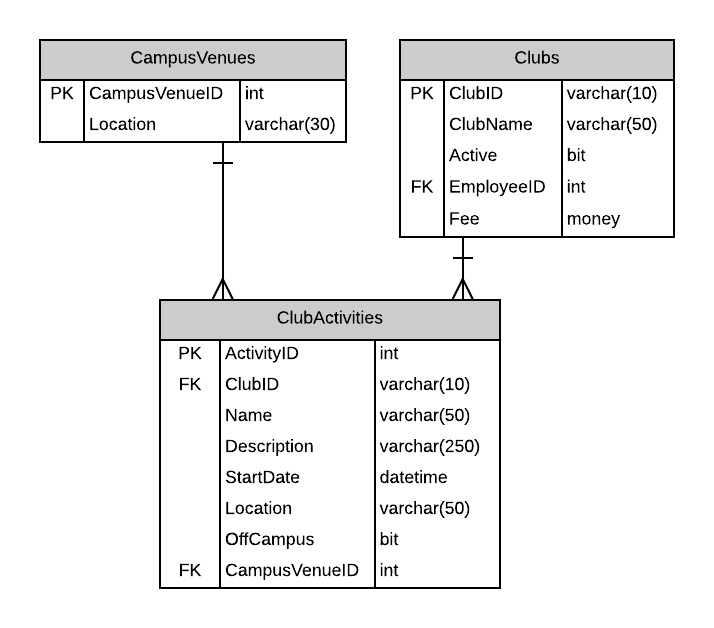 CampusVenues
PK CampusVenueID int
Location varchar(30)
Clubs
PK ClubID varchar(10)
ClubName varchar(50)
Active bit
FK EmployeeID int
Fee money
ClubActivities
PK ActivityID int
FK ClubID varchar(10)
Name varchar(50)
Description varchar(250)
StartDate datetime
Location varchar(50)
OffCampus bit
FK CampusVenueID int